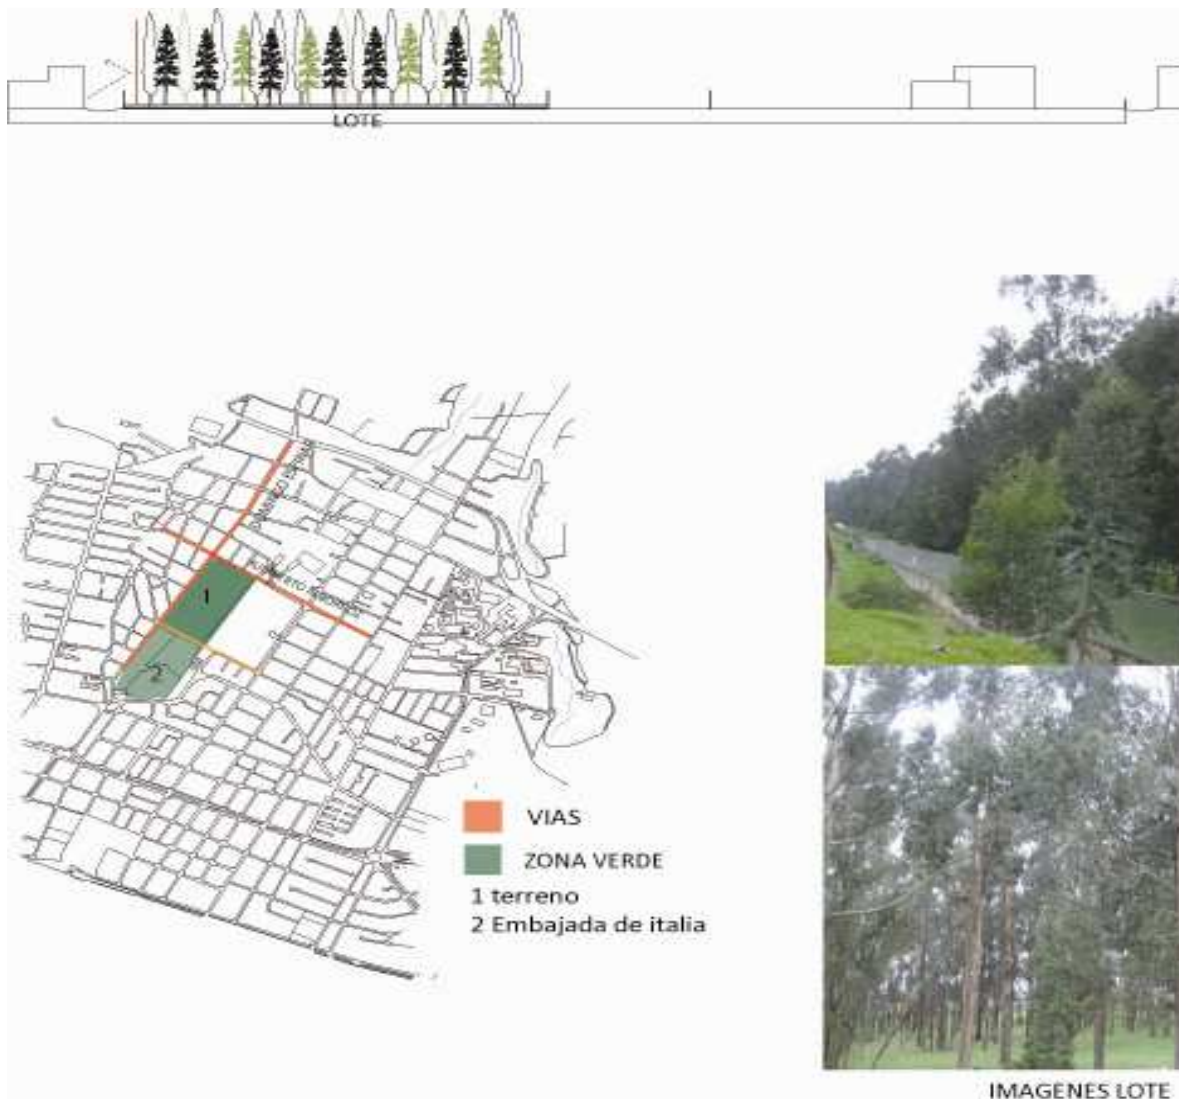 LOTE
1
2
VIAS
ZONA VERDE
1 terreno
2 Embajada de italia
IMAGENES LOTE